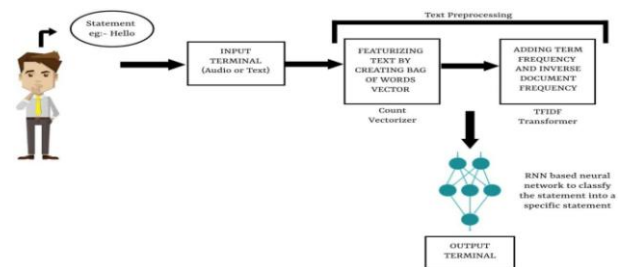 Text Preprocessing
Statement
eg:- Hello
INPUT
TERMINAL
(Audio or Text)
FEATURIZING
TEXT BY
CREATING BAG
OF WORDS
VECTOR
Count
Vectorizer
ADDING TERM
FREQUENCY
AND INVERSE
DOCUMENT
FREQUENCY
TFIDF
Transformer
RNN based neural
network to classfy
the statement into a
specific statement
OUTPUT
TERMINAL